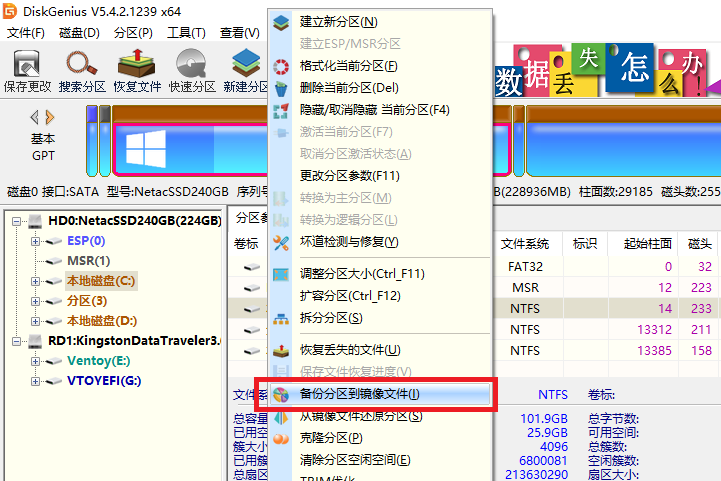 DiskGenius V5.4.2.1239 x64
文件(F) 磁盘(D) 分区(P) 工具(T) 查看(V)
保存更改 搜索分区 恢复文件 快速分区 新建分区
数据丢失怎么办!
基本
GPT
磁盘0 接口:SATA 型号:NetacSSD240GB 序列号
B(228936MB) 柱面数:29185 磁头数:255
HD0:NetacSSD240GB(224GB)
ESP(0)
MSR(1)
本地磁盘(C:)
分区(3)
本地磁盘(D:)
RD1:KingstonDataTraveler3.
Ventoy(E:)
VTOYEFI(G:)
建立新分区(N)
建立ESP/MSR分区
格式化当前分区(F)
删除当前分区(Del)
隐藏/取消隐藏 当前分区(F4)
激活当前分区(F7)
取消分区激活状态(A)
更改分区参数(F11)
转换为主分区(M)
转换为逻辑分区(L)
坏道检测与修复(Y)
调整分区大小(Ctrl_F11)
扩容分区(Ctrl_F12)
拆分分区(S)
恢复丢失的文件(U)
保存文件恢复进度(V)
备份分区到镜像文件(I)
从镜像文件还原分区(S)
克隆分区(P)
清除分区空闲空间(E)
TRIM优化
分区参
卷标 文件系统 标识 起始柱面 磁头
FAT32 0 32
MSR 12 223
NTFS 14 233
NTFS 13312 211
NTFS 13385 158
文件系 NTFS 卷标:
总容量 101.9GB 总字节数:
已用空 25.9GB 可用空间:
簇大小 4096 总簇数:
已用簇 6800081 空闲簇数:
总扇区 213630290 扇区大小: